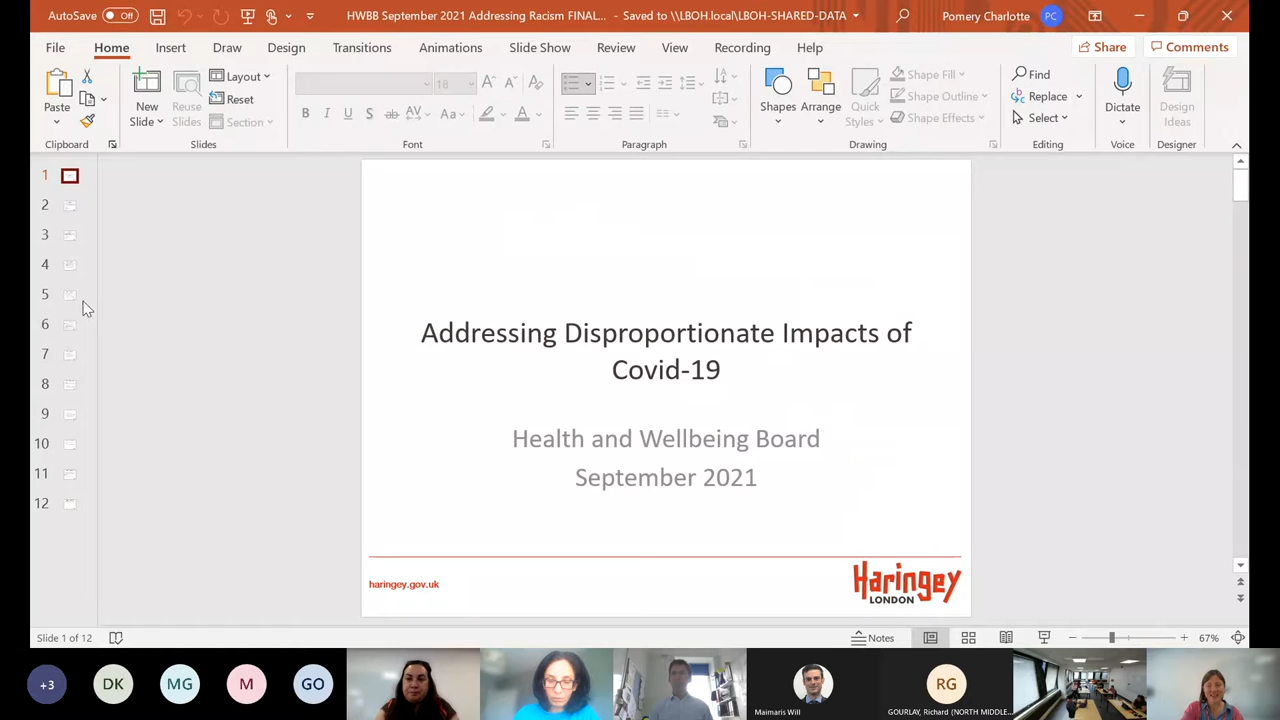 AutoSave Off HWBB September 2021 Addressing Racism FINAL... - Saved to \\LBOH.local\LBOH-SHARED-DATA Pomery Charlotte PC
File Home Insert Draw Design Transitions Animations Slide Show Review View Recording Help Share Comments
Paste
New Slide
Reuse Slides
Layout
Reset
Section
18
B I U S ab AV Aa A
Shapes
Arrange
Quick Styles
Shape Fill
Shape Outline
Shape Effects
Find
Replace
Select
Dictate
Design Ideas
Clipboard Slides Font Paragraph Drawing Editing Voice Designer
1
2
3
4
5
6
7
8
9
10
11
12
Addressing Disproportionate Impacts of
Covid-19
Health and Wellbeing Board
September 2021
haringey.gov.uk
Haringey
LONDON
Slide 1 of 12 Notes 67%
+3 DK MG M GO RG
Maimaris Will GOURLAY, Richard (NORTH MIDDLE...